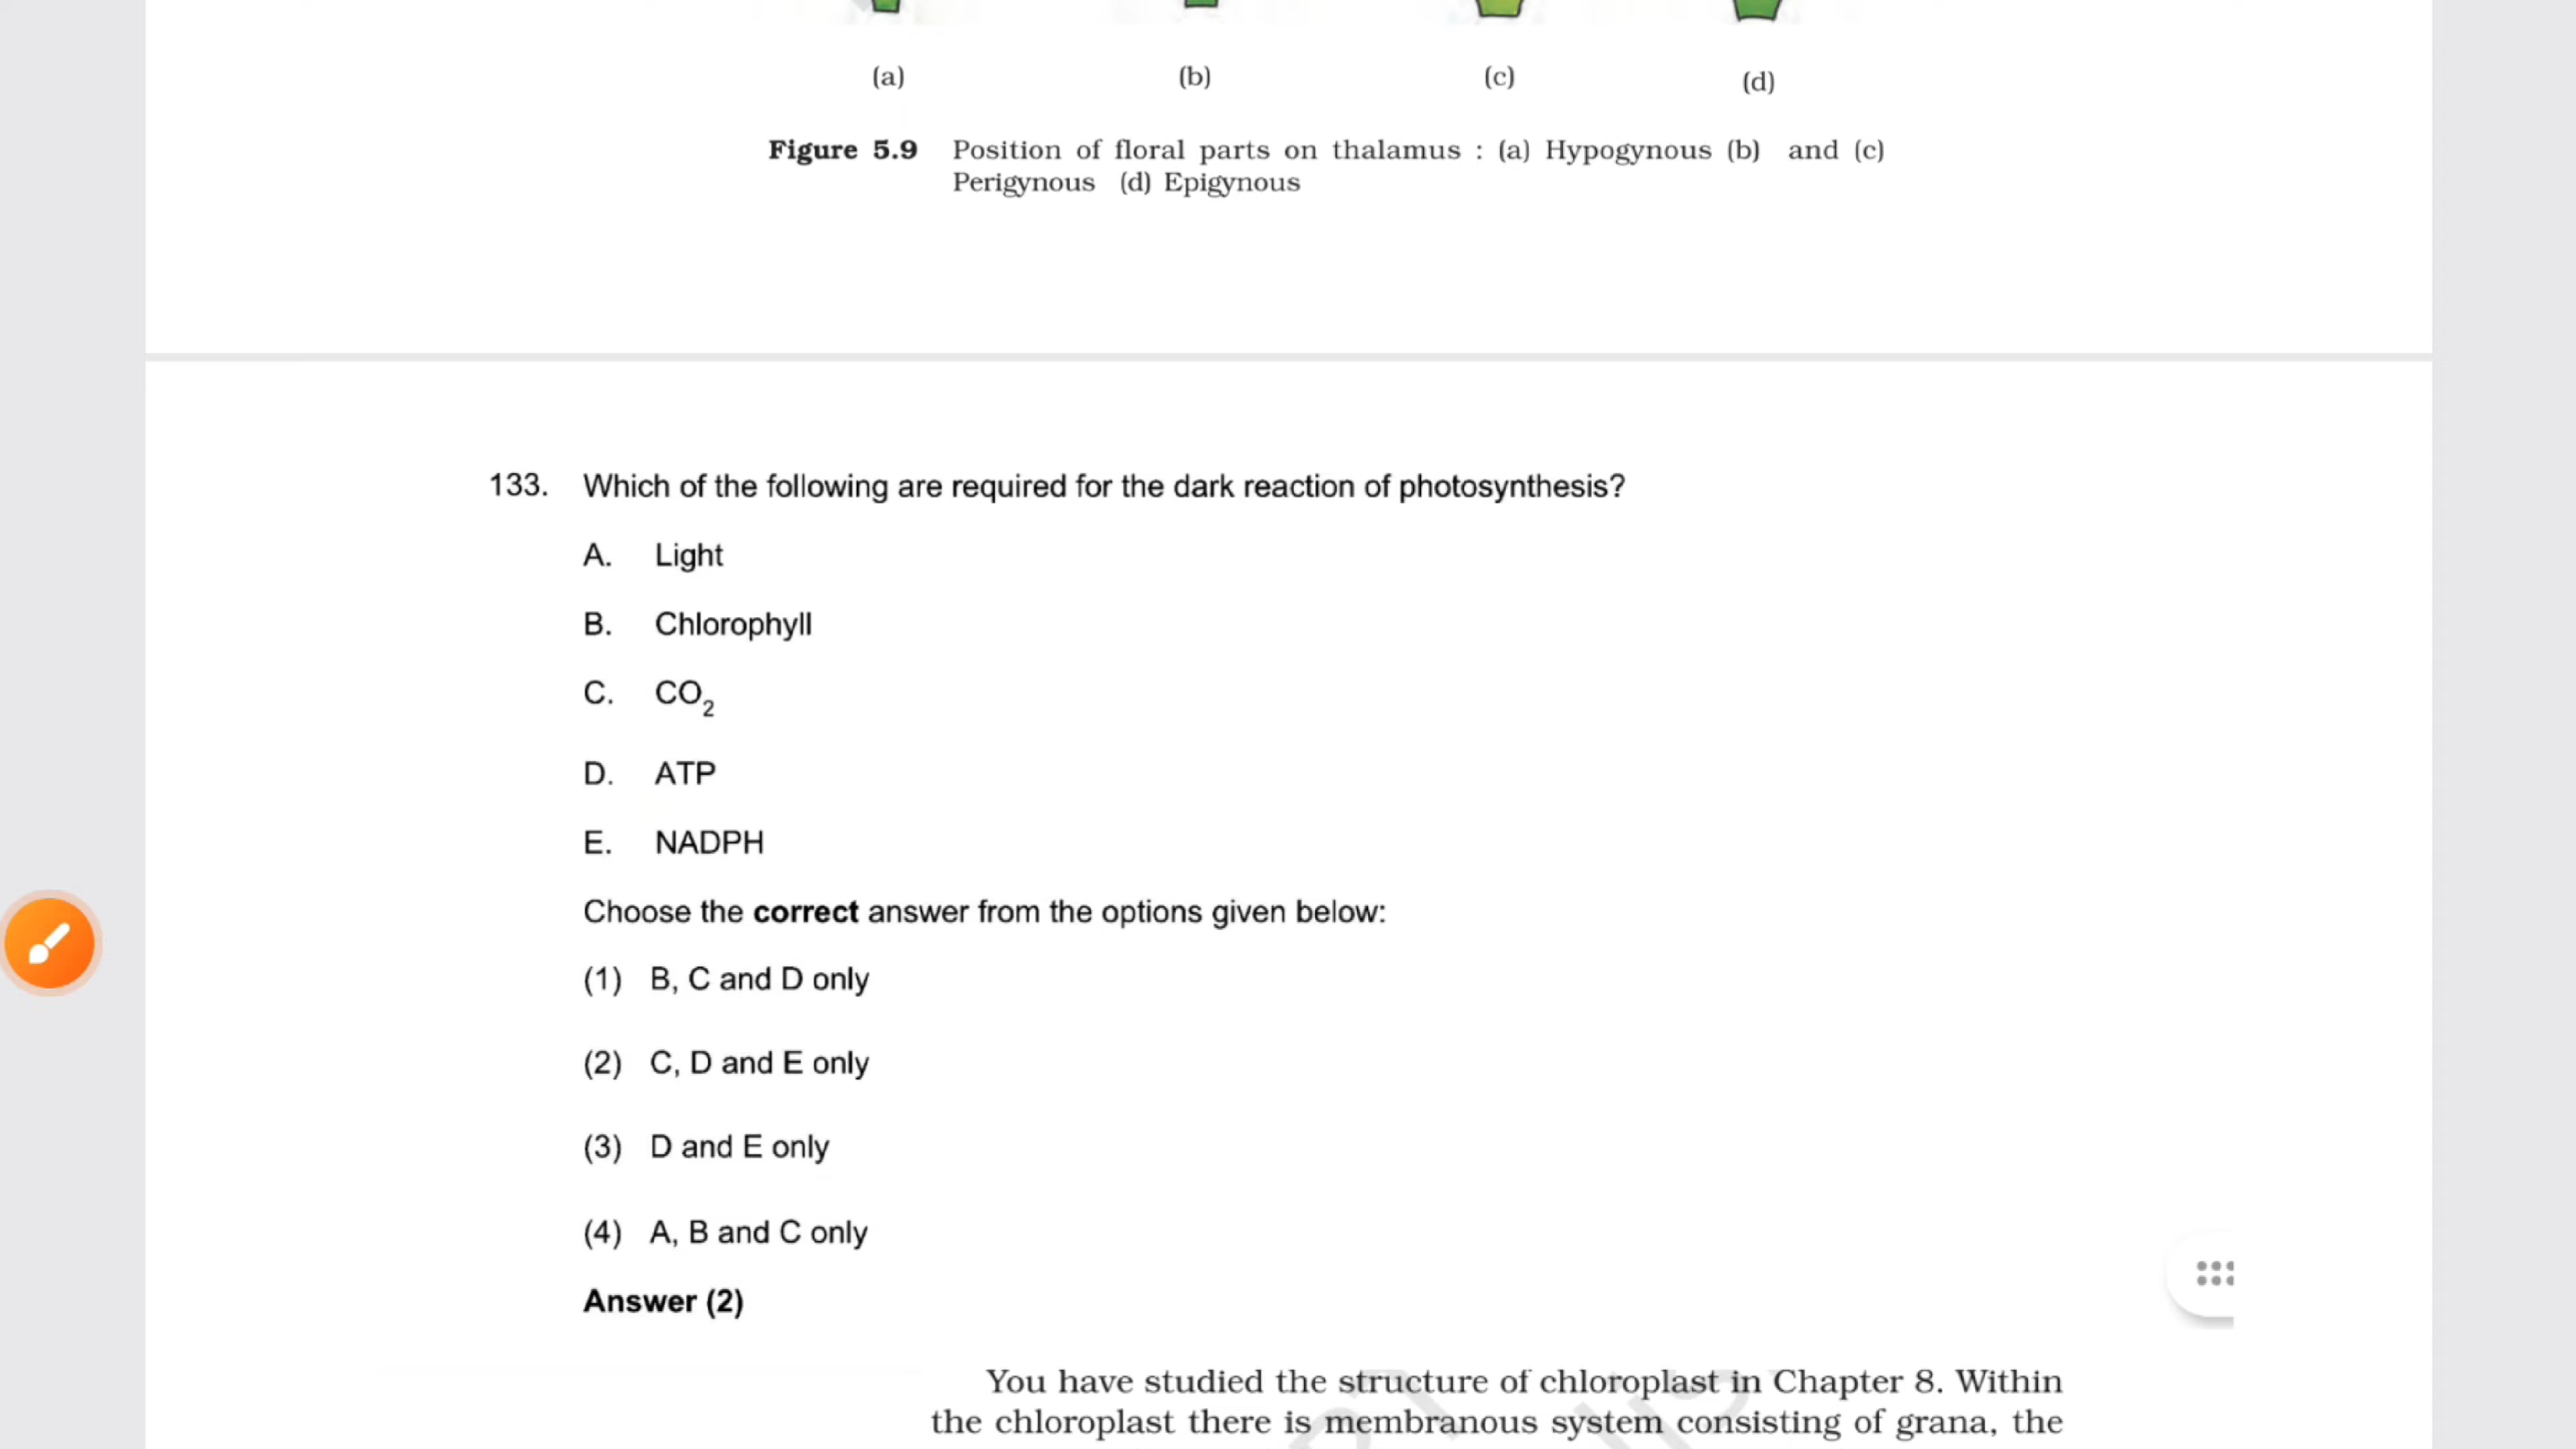 (a) (b) (c) (d)
Figure 5.9 Position of floral parts on thalamus : (a) Hypogynous (b) and (c)
Perigynous (d) Epigynous
133. Which of the following are required for the dark reaction of photosynthesis?
A. Light
B. Chlorophyll
C. CO₂
D. ATP
E. NADPH
Choose the correct answer from the options given below:
(1) B, C and D only
(2) C, D and E only
(3) D and E only
(4) A, B and C only
Answer (2)
You have studied the structure of chloroplast in Chapter 8. Within
the chloroplast there is membranous system consisting of grana, the